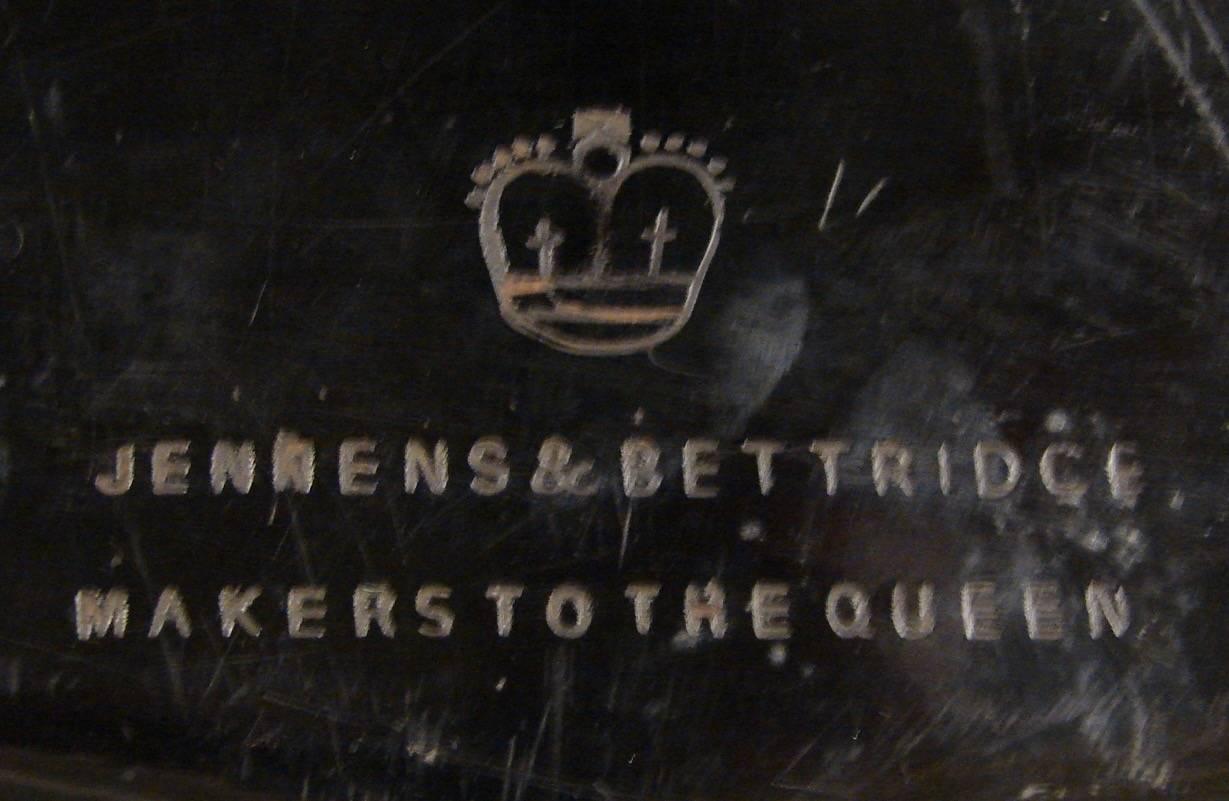 JENNENS & BETTRIDGE
MAKERS TO THE QUEEN